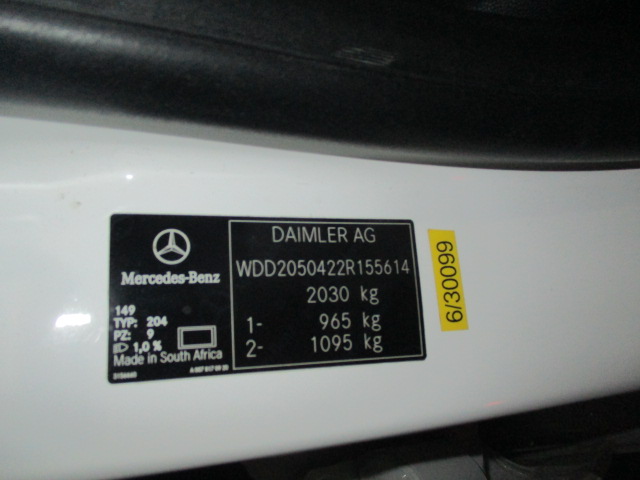 DAIMLER AG
WDD2050422R155614
2030 kg
1- 965 kg
2- 1095 kg
Mercedes-Benz
149
TYP: 204
PZ: 9
1,0 %
Made in South Africa
6/30099